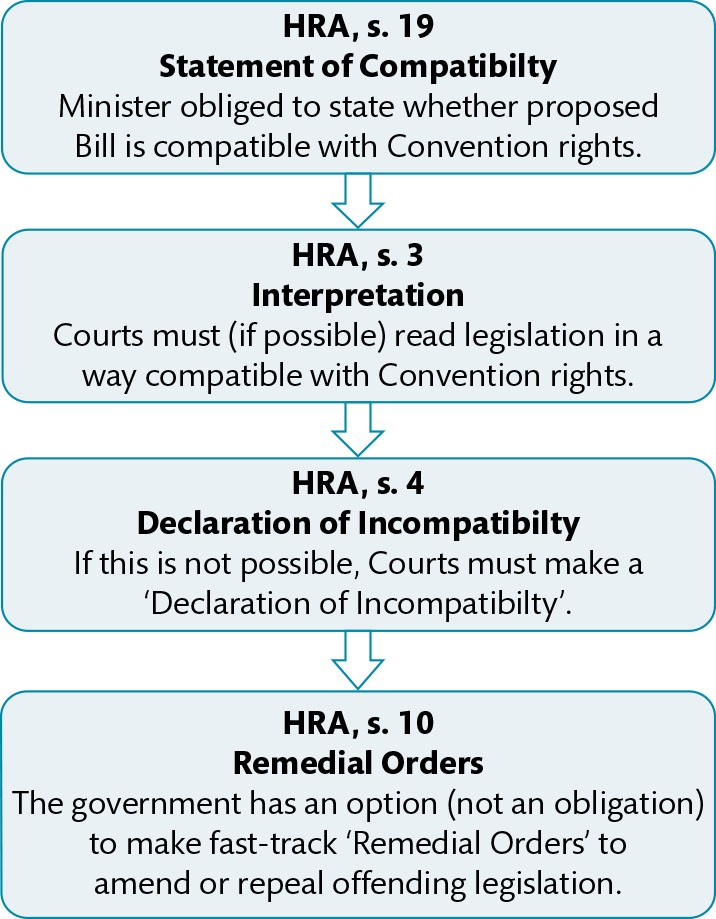 HRA, s. 19
Statement of Compatibilty
Minister obliged to state whether proposed
Bill is compatible with Convention rights.
HRA, s. 3
Interpretation
Courts must (if possible) read legislation in a
way compatible with Convention rights.
HRA, s. 4
Declaration of Incompatibilty
If this is not possible, Courts must make a
‘Declaration of Incompatibilty’.
HRA, s. 10
Remedial Orders
The government has an option (not an obligation)
to make fast-track ‘Remedial Orders’ to
amend or repeal offending legislation.